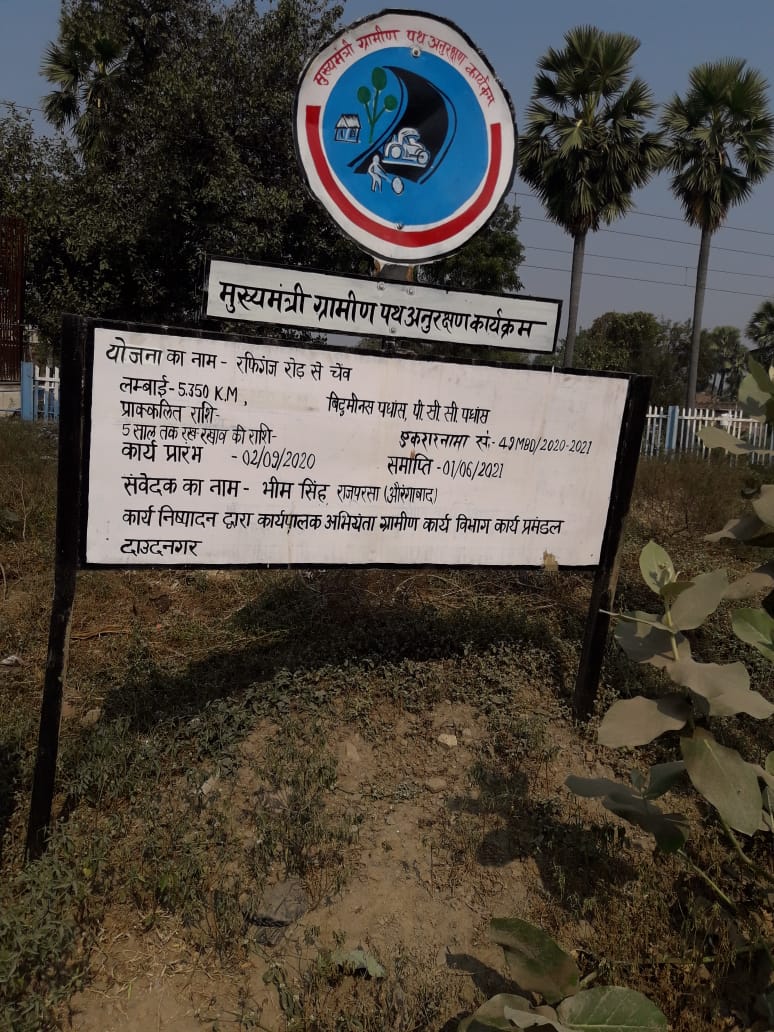 मुख्यमंत्री ग्रामीण पथ अनुरक्षण कार्यक्रम
मुख्यमंत्री ग्रामीण पथ अनुरक्षण कार्यक्रम
योजना का नाम - रफिगंज रोड़ से चेंव
लम्बाई - 5.350 K.M , बिटुमीनस पथांस, पी॰सी॰सी॰ पथांस
प्राक्कलित राशि-
5 साल तक रख-रखाव की राशि- इकरारनामा सं॰- 49MBD/2020-2021
कार्य प्रारंभ - 02/09/2020 समाप्ति - 01/06/2021
संवेदक का नाम - भीम सिंह, राजपरसा (औरंगाबाद)
कार्य निष्पादन द्वारा कार्यपालक अभियंता ग्रामीण कार्य विभाग कार्य प्रमंडल
दाउदनगर